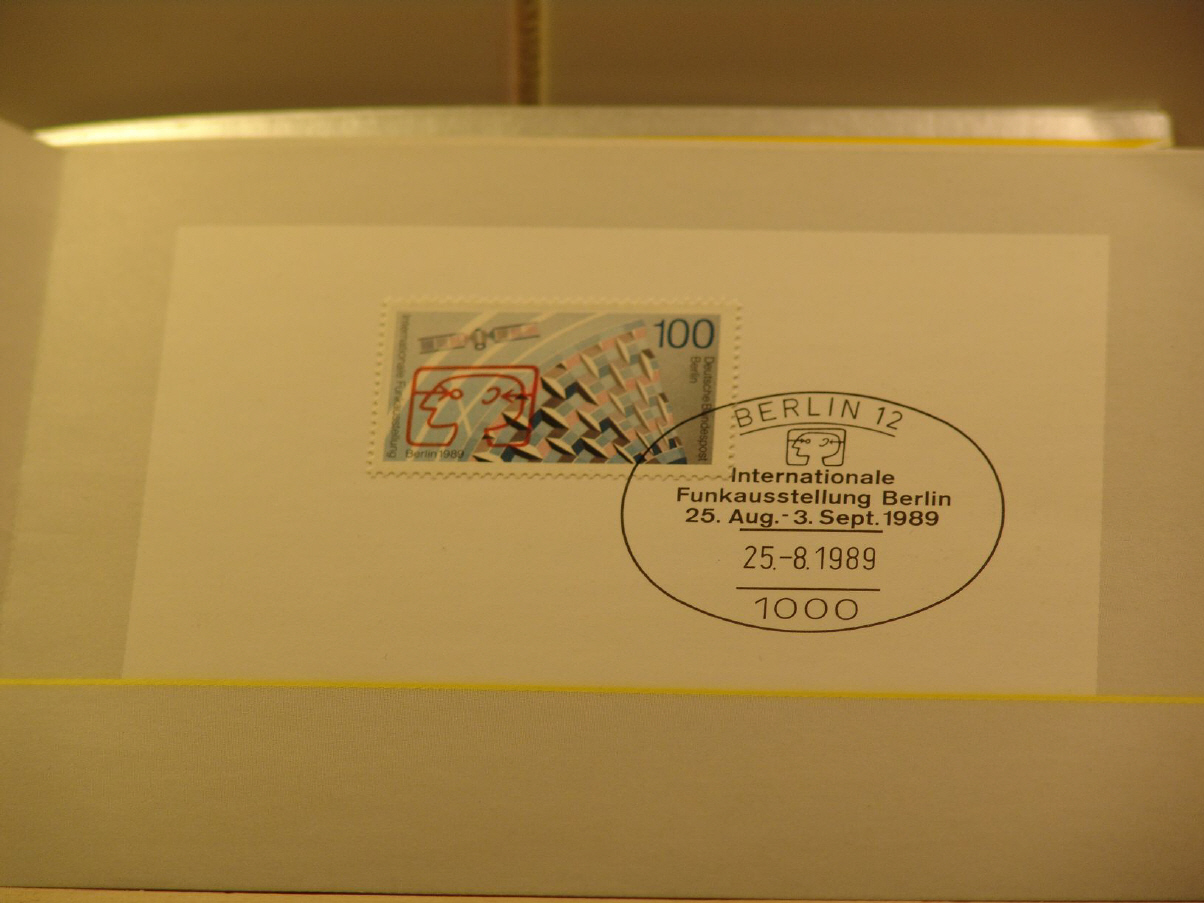 100
Deutsche Bundespost
Berlin
Internationale Funkausstellung
Berlin 1989
BERLIN 12
Internationale
Funkausstellung Berlin
25. Aug.-3. Sept. 1989
25.-8.1989
1000